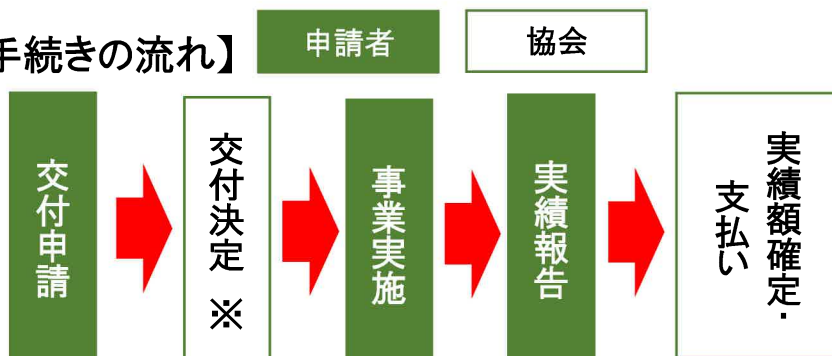 手続きの流れ】
申請者
協会
交付申請
交付決定 ※
事業実施
実績報告
実績額確定・
支払い